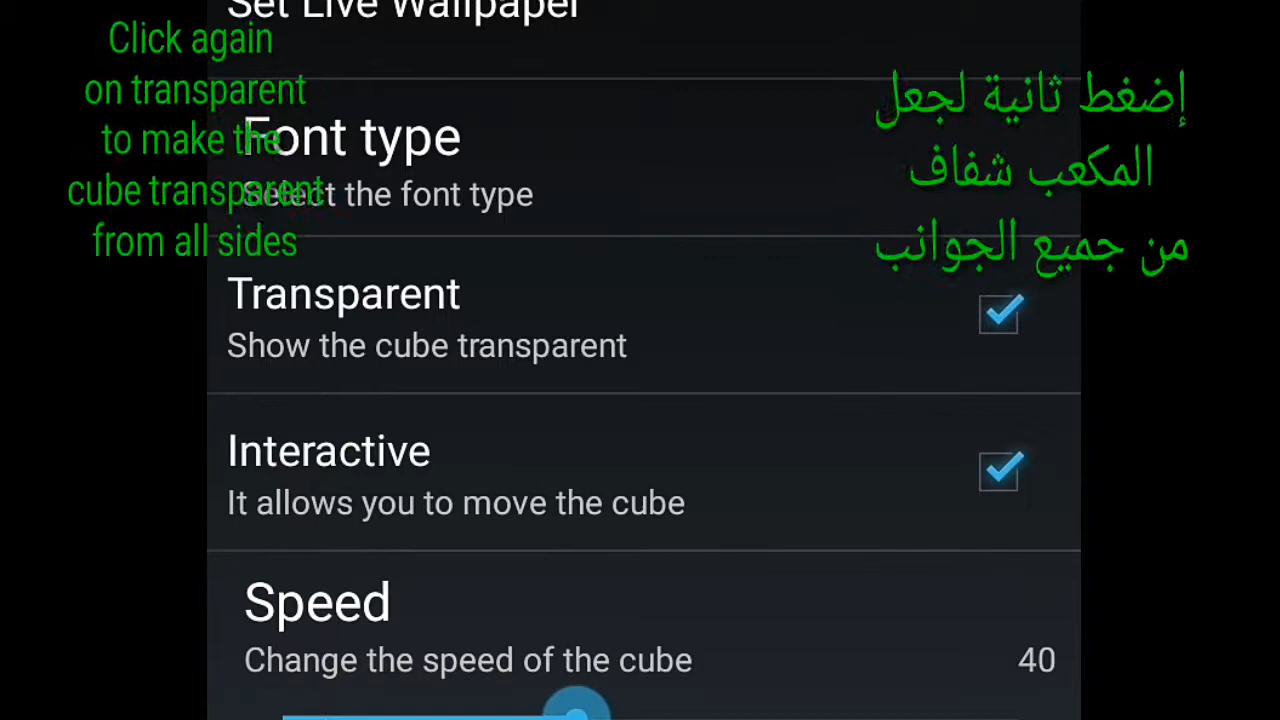 Set Live Wallpaper
Click again
on transparent
to make the
cube transparent
from all sides
إضغط ثانية لجعل
المكعب شفاف
من جميع الجوانب
Font type
Select the font type
Transparent
Show the cube transparent
Interactive
It allows you to move the cube
Speed
Change the speed of the cube
40